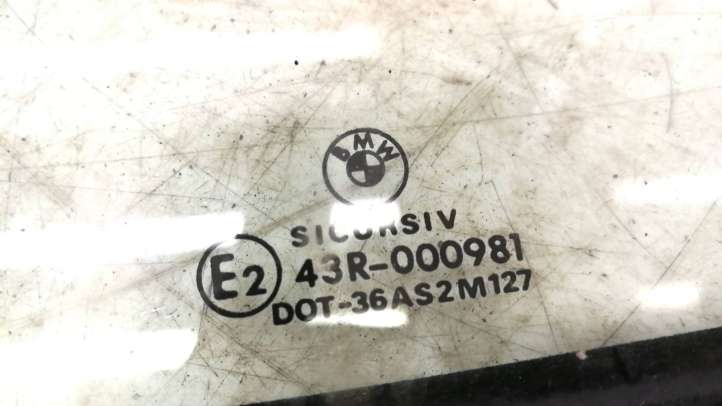 BMW
SICURSIV
E2
43R-000981
DOT-36AS2M127